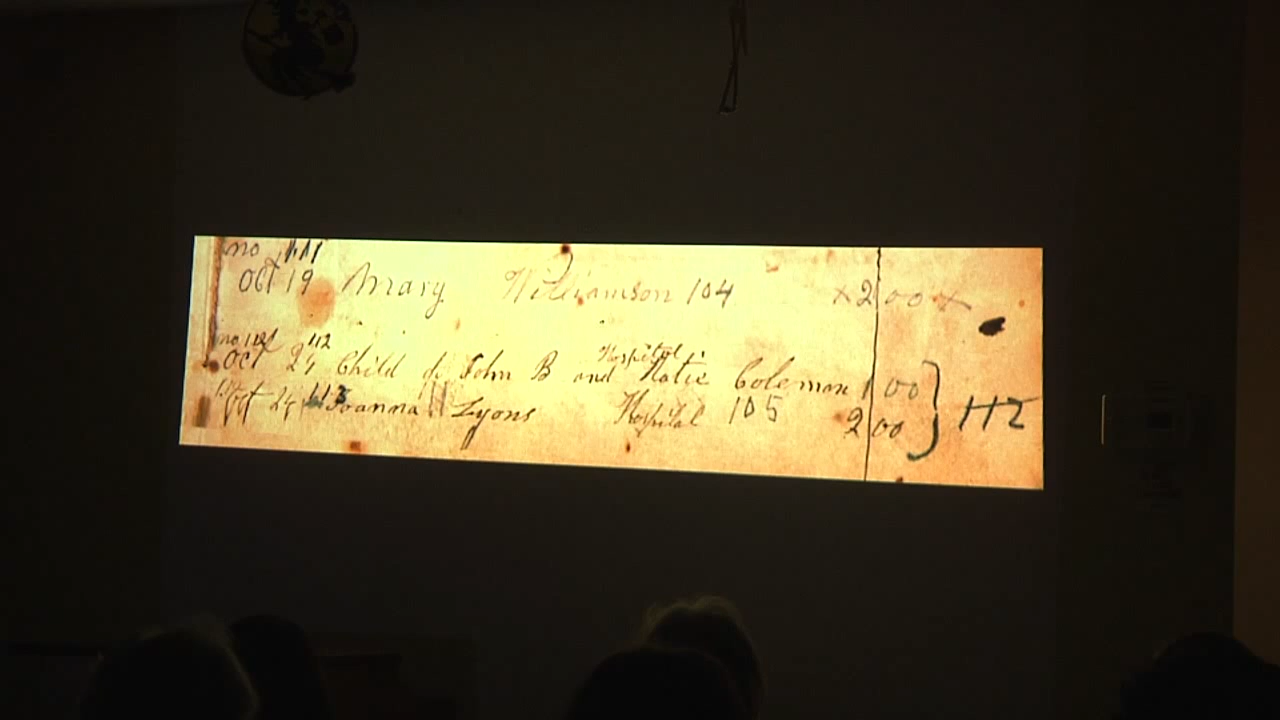 no 111
Oct 19 Mary Williamson 104 x 2 00 x
no 112 112
Hospital
Oct 24 Child of John B and Katie Coleman 1 00
Oct 24 113 Joanna Lyons Hospital 105 2 00 } 112